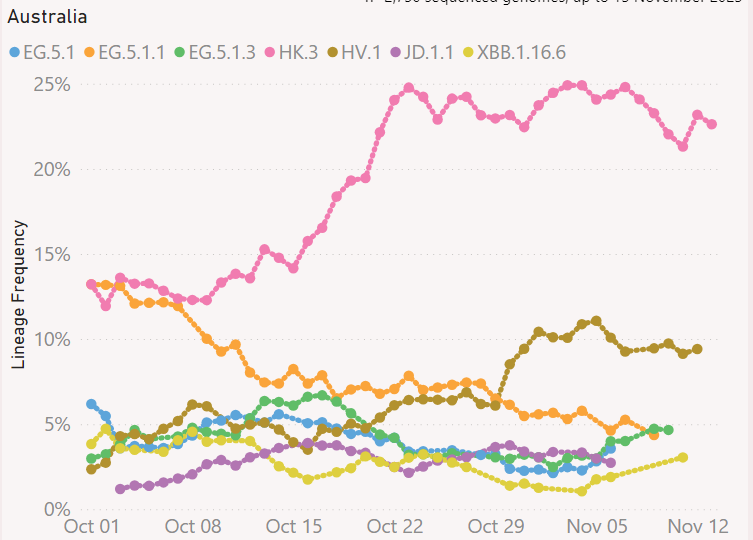 Australia
EG.5.1 EG.5.1.1 EG.5.1.3 HK.3 HV.1 JD.1.1 XBB.1.16.6
25%
20%
15%
10%
5%
0%
Lineage Frequency
Oct 01 Oct 08 Oct 15 Oct 22 Oct 29 Nov 05 Nov 12